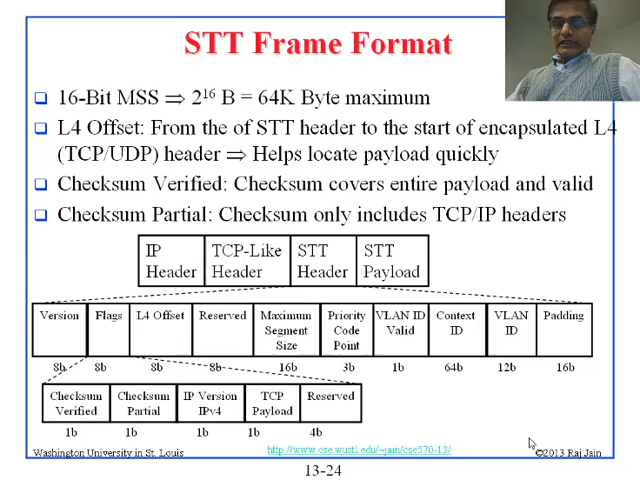 STT Frame Format
16-Bit MSS ⇒ 2^16 B = 64K Byte maximum
L4 Offset: From the of STT header to the start of encapsulated L4
(TCP/UDP) header ⇒ Helps locate payload quickly
Checksum Verified: Checksum covers entire payload and valid
Checksum Partial: Checksum only includes TCP/IP headers
IP Header
TCP-Like Header
STT Header
STT Payload
Version
Flags
L4 Offset
Reserved
Maximum Segment Size
Priority Code Point
VLAN ID Valid
Context ID
VLAN ID
Padding
8b 8b 8b 8b 16b 3b 1b 64b 12b 16b
Checksum Verified
Checksum Partial
IP Version IPv4
TCP Payload
Reserved
1b 1b 1b 1b 4b
Washington University in St. Louis
http://www.cse.wustl.edu/~jain/cse570-13/
©2013 Raj Jain
13-24